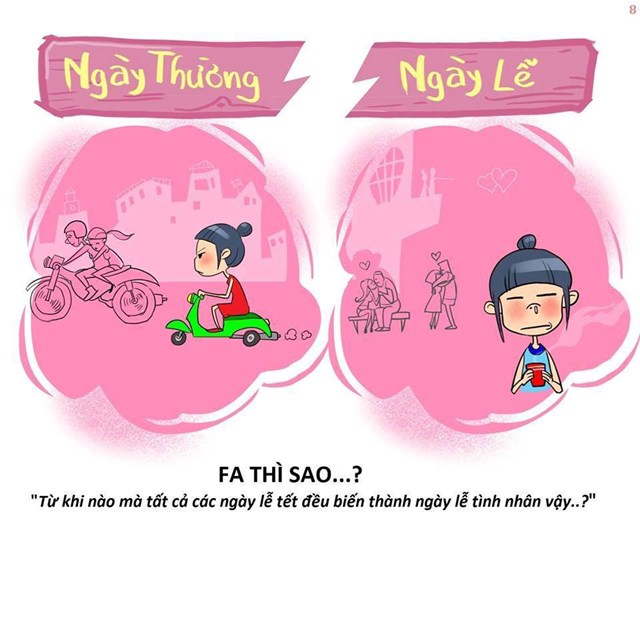 8
Ngày Thường
Ngày Lễ
FA THÌ SAO...?
"Từ khi nào mà tất cả các ngày lễ tết đều biến thành ngày lễ tình nhân vậy..?"